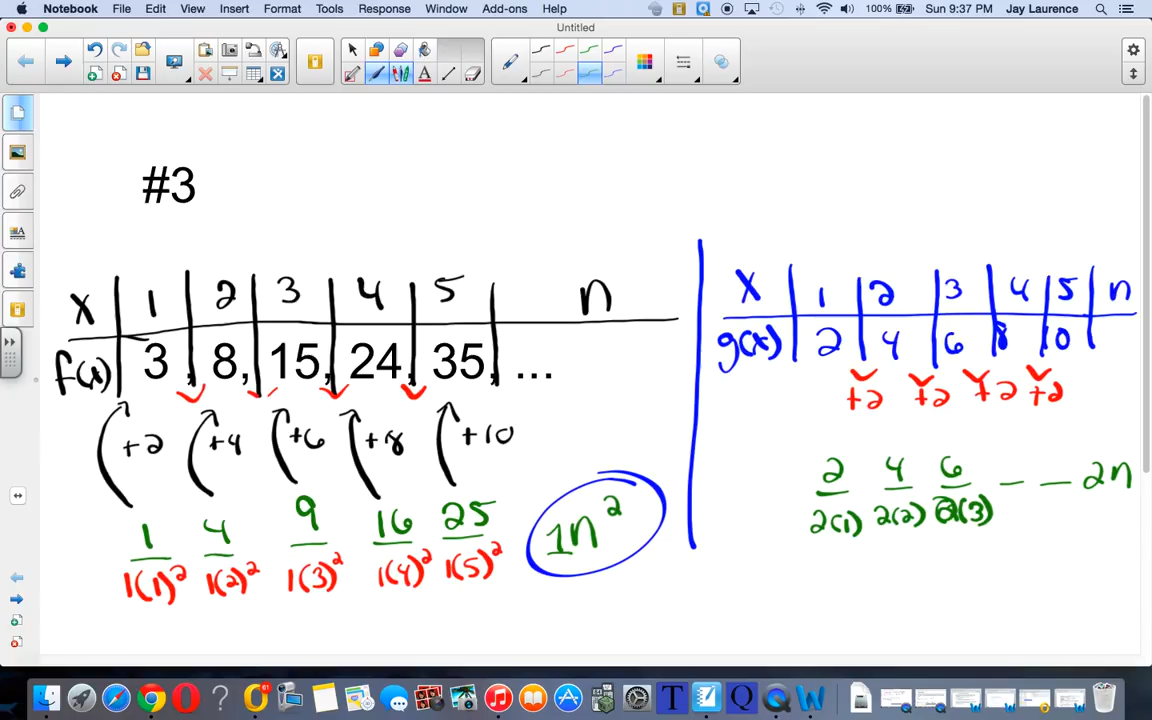 Notebook File Edit View Insert Format Tools Response Window Add-ons Help 100% Sun 9:37 PM Jay Laurence
Untitled
#3
x 1 2 3 4 5 n
f(x) 3, 8, 15, 24, 35, ...
+2 +4 +6 +8 +10
1 4 9 16 25
1(1)² 1(2)² 1(3)² 1(4)² 1(5)²
1n²
x 1 2 3 4 5 n
g(x) 2 4 6 8 10
+2 +2 +2 +2
2 4 6 — — 2n
2(1) 2(2) 2(3)